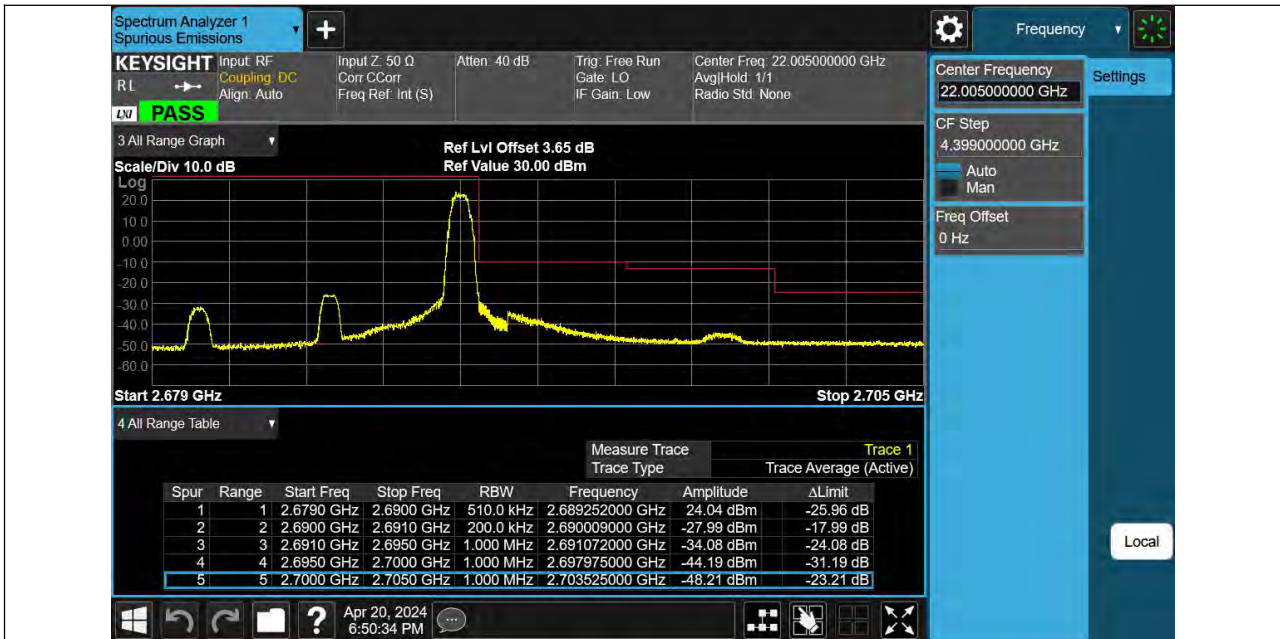 Spectrum Analyzer 1
Spurious Emissions
Frequency
KEYSIGHT
RL
LXI
PASS
Input: RF
Coupling: DC
Align: Auto
Input Z: 50 Ω
Corr CCorr
Freq Ref: Int (S)
Atten: 40 dB
Trig: Free Run
Gate: LO
IF Gain: Low
Center Freq: 22.005000000 GHz
Avg|Hold: 1/1
Radio Std: None
Center Frequency
22.005000000 GHz
Settings
CF Step
4.399000000 GHz
Auto
Man
Freq Offset
0 Hz
Local
3 All Range Graph
Scale/Div 10.0 dB
Ref Lvl Offset 3.65 dB
Ref Value 30.00 dBm
Log
20.0
10.0
0.00
-10.0
-20.0
-30.0
-40.0
-50.0
-60.0
Start 2.679 GHz Stop 2.705 GHz
4 All Range Table
Measure Trace Trace 1
Trace Type Trace Average (Active)
Spur Range Start Freq Stop Freq RBW Frequency Amplitude ΔLimit
1 1 2.6790 GHz 2.6900 GHz 510.0 kHz 2.689252000 GHz 24.04 dBm -25.96 dB
2 2 2.6900 GHz 2.6910 GHz 200.0 kHz 2.690009000 GHz -27.99 dBm -17.99 dB
3 3 2.6910 GHz 2.6950 GHz 1.000 MHz 2.691072000 GHz -34.08 dBm -24.08 dB
4 4 2.6950 GHz 2.7000 GHz 1.000 MHz 2.697975000 GHz -44.19 dBm -31.19 dB
5 5 2.7000 GHz 2.7050 GHz 1.000 MHz 2.703525000 GHz -48.21 dBm -23.21 dB
Apr 20, 2024
6:50:34 PM